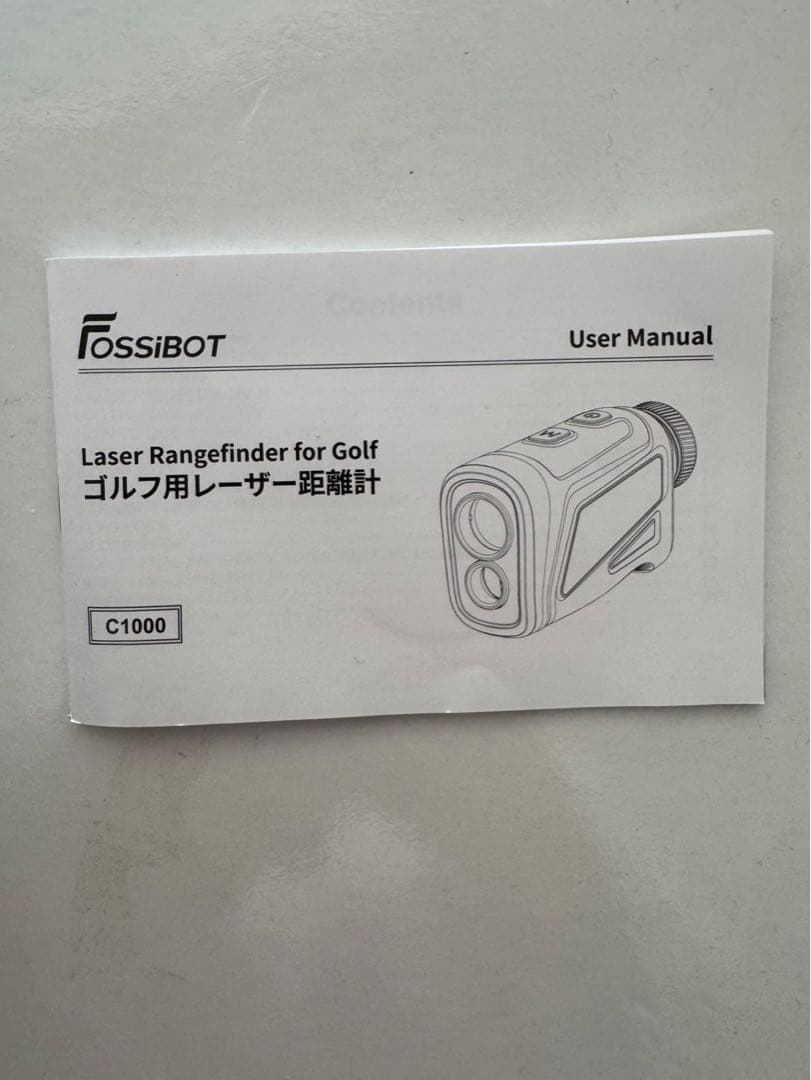 FOSSiBOT
User Manual
Laser Rangefinder for Golf
ゴルフ用レーザー距離計
M
C1000